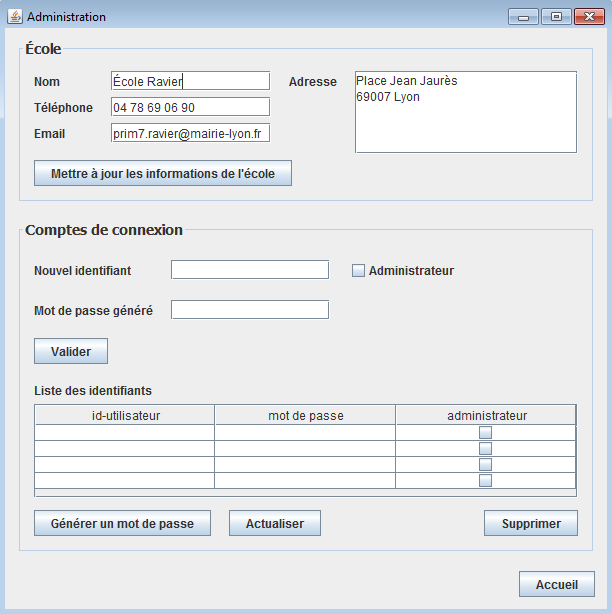 Administration
École
Nom
École Ravier
Adresse
Place Jean Jaurès
69007 Lyon
Téléphone
04 78 69 06 90
Email
prim7.ravier@mairie-lyon.fr
Mettre à jour les informations de l'école
Comptes de connexion
Nouvel identifiant
Administrateur
Mot de passe généré
Valider
Liste des identifiants
id-utilisateur mot de passe administrateur
Générer un mot de passe
Actualiser
Supprimer
Accueil